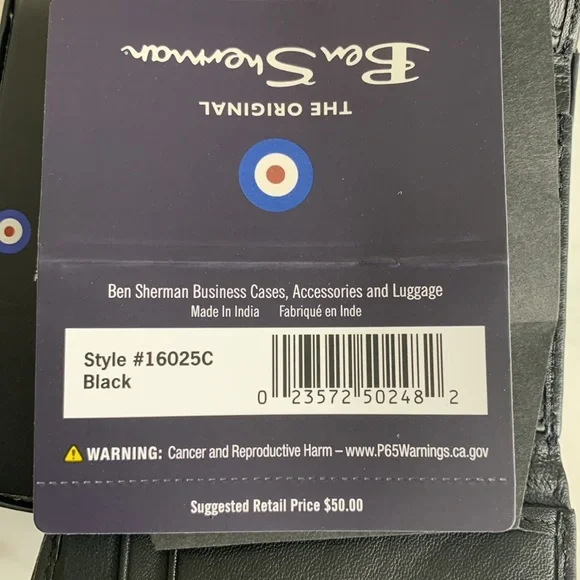 Ben Sherman
THE ORIGINAL
Ben Sherman Business Cases, Accessories and Luggage
Made In India Fabriqué en Inde
Style #16025C
Black
0 23572 50248 2
WARNING: Cancer and Reproductive Harm – www.P65Warnings.ca.gov
Suggested Retail Price $50.00